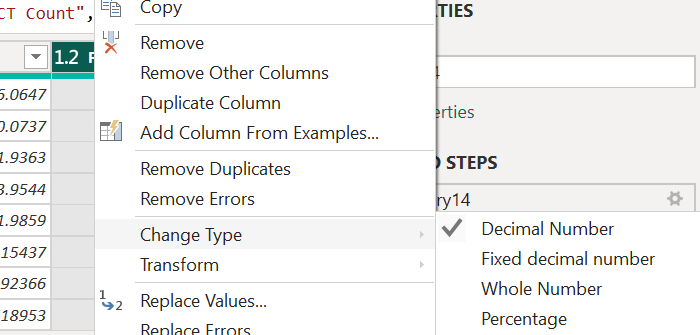 CT Count",
Copy
TIES
Remove
1.2
Remove Other Columns
4
6.0647
Duplicate Column
0.0737
Add Column From Examples...
erties
1.9363
Remove Duplicates
D STEPS
3.9544
Remove Errors
ry14
1.9859
Change Type
Decimal Number
15437
Transform
Fixed decimal number
92366
Replace Values...
Whole Number
18953
Replace Errors
Percentage